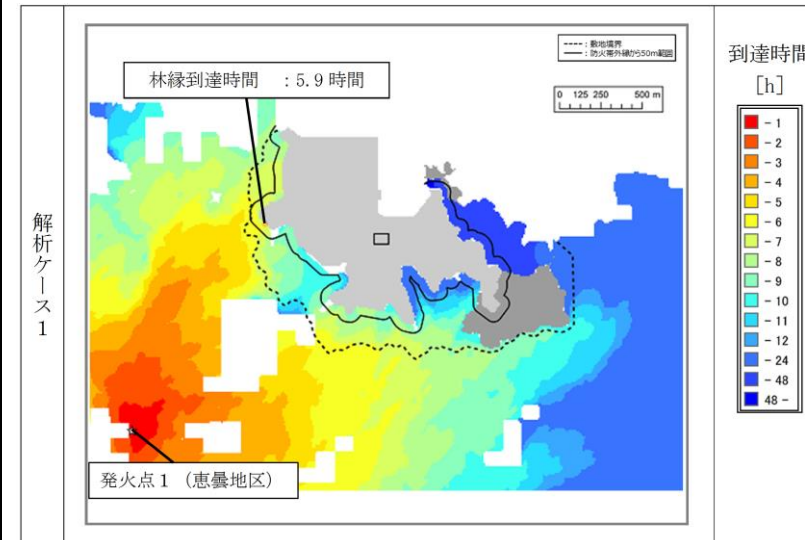 解析ケース1
林縁到達時間 :5.9時間
----:敷地境界
——:防火帯外縁から50m範囲
0 125 250 500 m
発火点1(恵曇地区)
到達時間
[h]
- 1
- 2
- 3
- 4
- 5
- 6
- 7
- 8
- 9
- 10
- 11
- 12
- 24
- 48
48 -